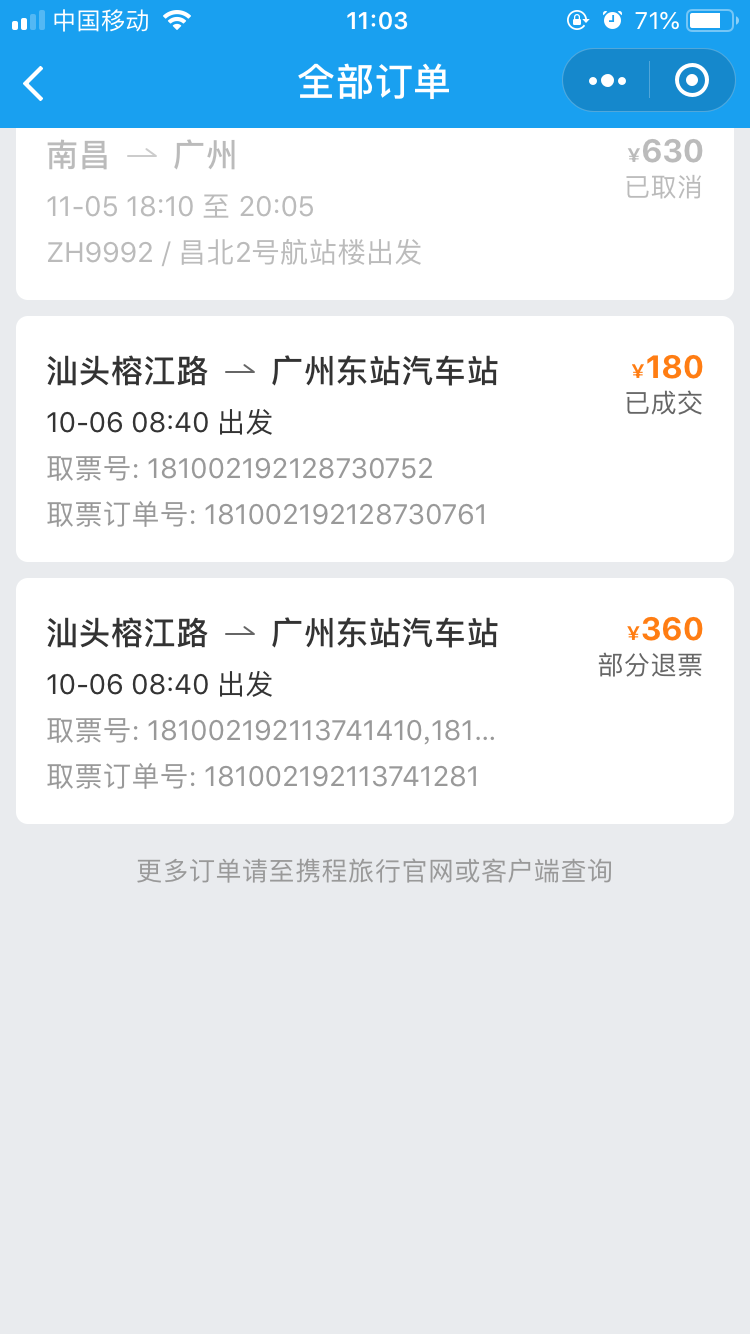 中国移动 11:03 71%
全部订单
南昌 → 广州 ¥630
已取消
11-05 18:10 至 20:05
ZH9992 / 昌北2号航站楼出发
汕头榕江路 → 广州东站汽车站 ¥180
已成交
10-06 08:40 出发
取票号: 181002192128730752
取票订单号: 181002192128730761
汕头榕江路 → 广州东站汽车站 ¥360
部分退票
10-06 08:40 出发
取票号: 181002192113741410,181...
取票订单号: 181002192113741281
更多订单请至携程旅行官网或客户端查询